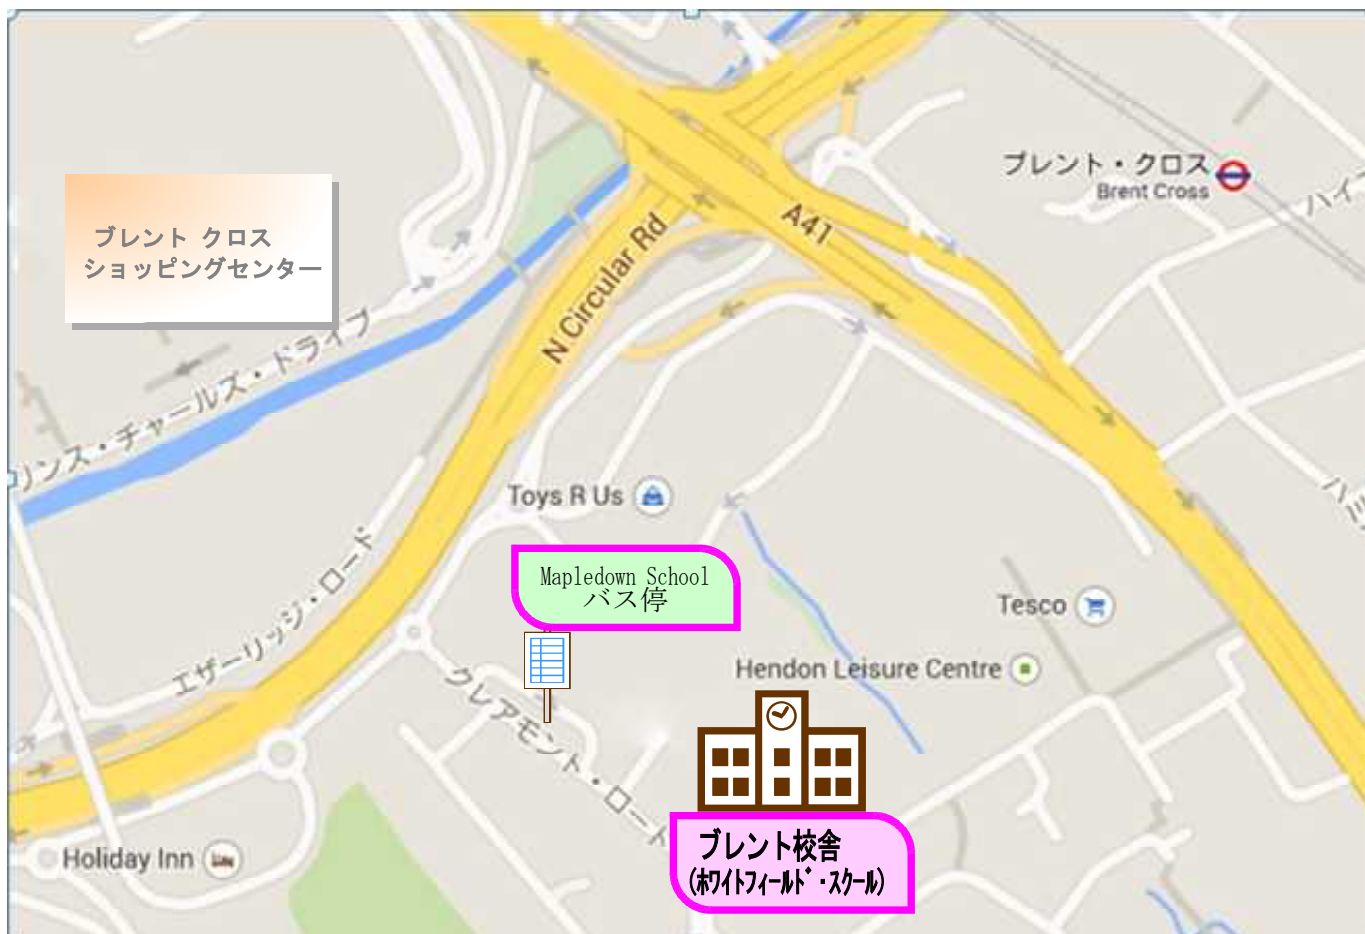 ブレント・クロス
Brent Cross
ハイ
A41
N Circular Rd
ブレント クロス
ショッピングセンター
リンス・チャールズ・ドライブ
Toys R Us
ハミ
エザーリッジ・ロード
Mapledown School
バス停
Tesco
Hendon Leisure Centre
クレアモント・ロード
Holiday Inn
ブレント校舎
(ホワイトフィールド・スクール)